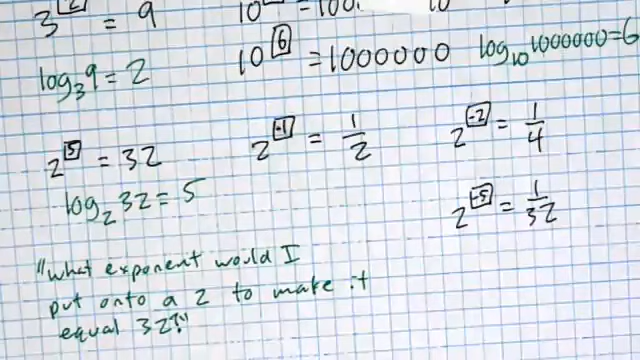 3^[2] = 9
log₃9 = 2
10^[6] = 1000000
log₁₀1000000=6
2^[5] = 32
log₂32 = 5
2^[-1] = 1/2
2^[-2] = 1/4
2^[-5] = 1/32
"what exponent would I
put onto a 2 to make it
equal 32?"